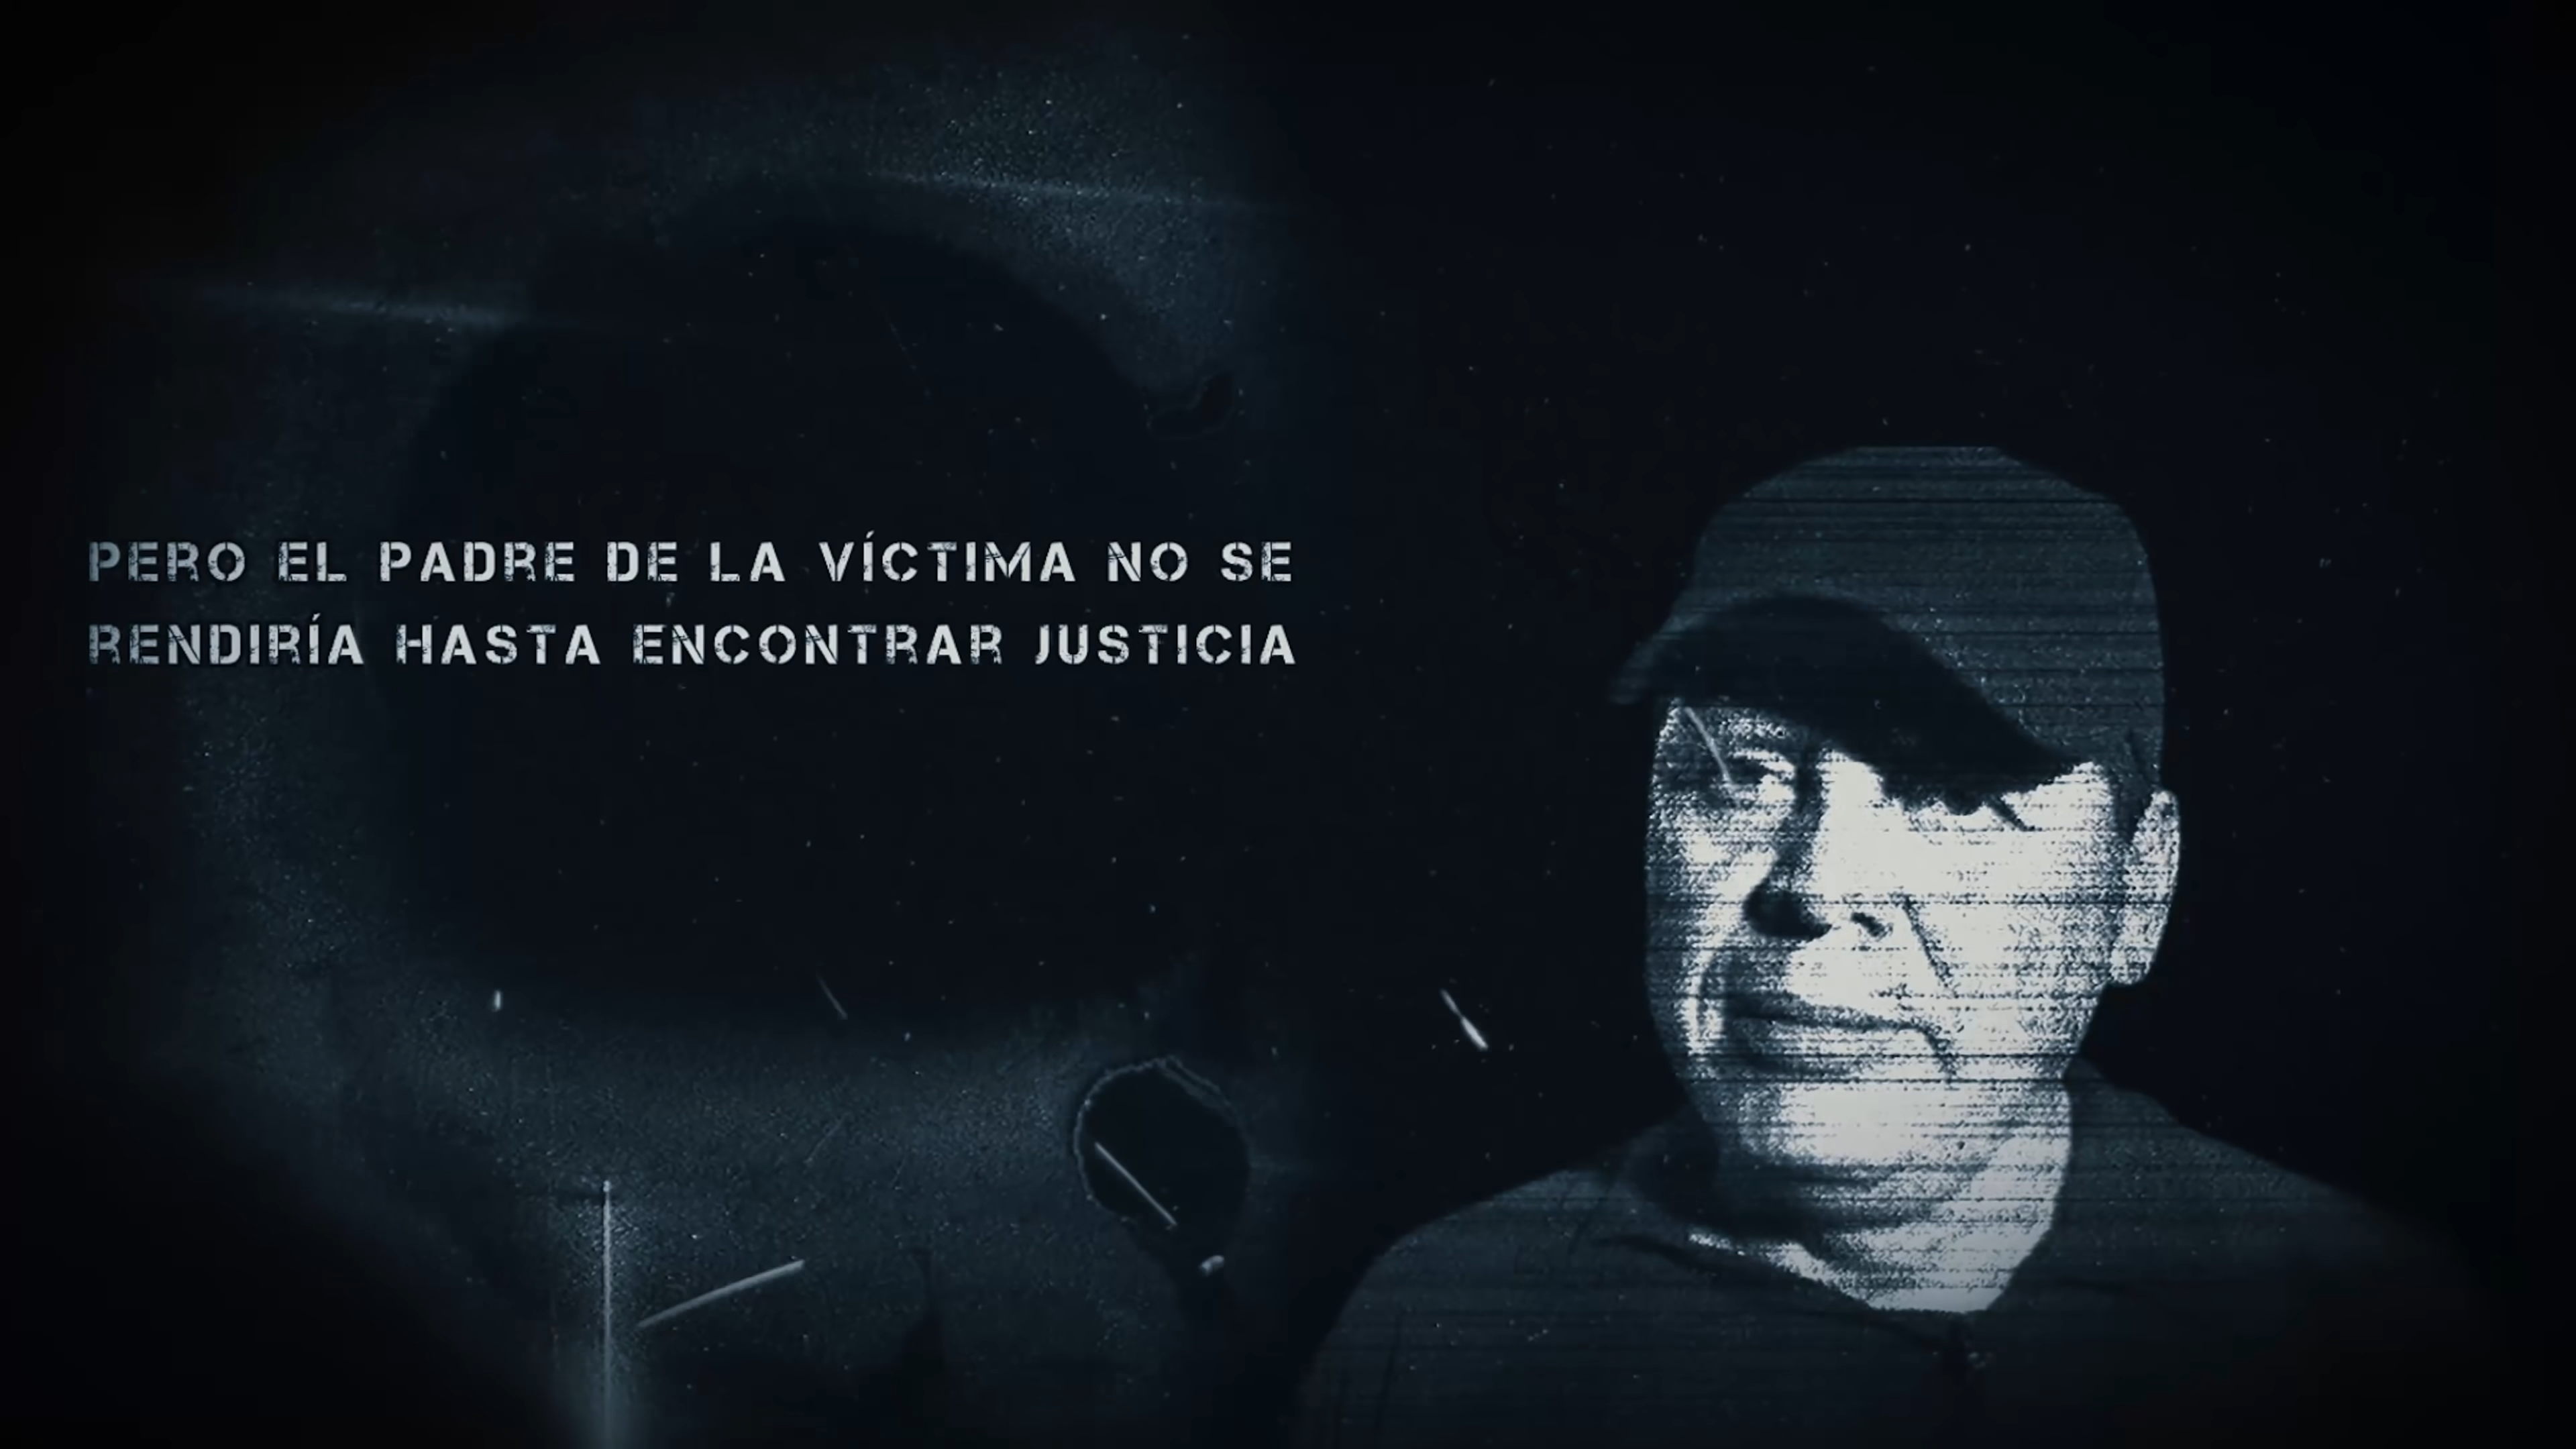 PERO EL PADRE DE LA VÍCTIMA NO SE
RENDIRÍA HASTA ENCONTRAR JUSTICIA